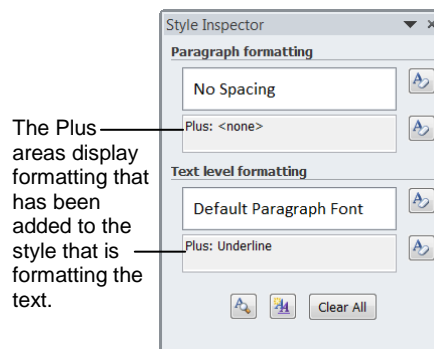 Style Inspector
Paragraph formatting
No Spacing
Plus: <none>
The Plus
areas display
formatting that
has been
added to the
style that is
formatting the
text.
Text level formatting
Default Paragraph Font
Plus: Underline
Clear All